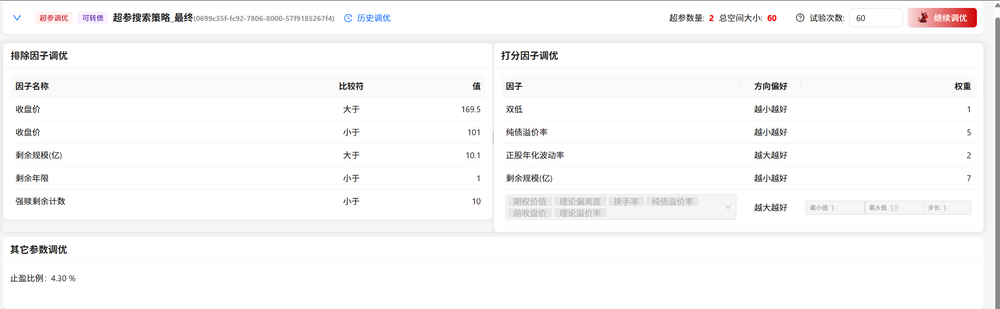 超参调优 可转债 超参搜索策略_最终(0699c35f-fc92-7806-8000-57f9185267f4) 历史调优 超参数量: 2 总空间大小: 60 试验次数: 60 继续调优
排除因子调优
因子名称 比较符 值
收盘价 大于 169.5
收盘价 小于 101
剩余规模(亿) 大于 10.1
剩余年限 小于 1
强赎剩余计数 小于 10
打分因子调优
因子 方向偏好 权重
双低 越小越好 1
纯债溢价率 越小越好 5
正股年化波动率 越大越好 2
剩余规模(亿) 越小越好 7
期权价值 理论偏离度 换手率 纯债溢价率
前收盘价 理论溢价率
越大越好 最小值 1 最大值 10 步长 1
其它参数调优
止盈比例: 4.30 %